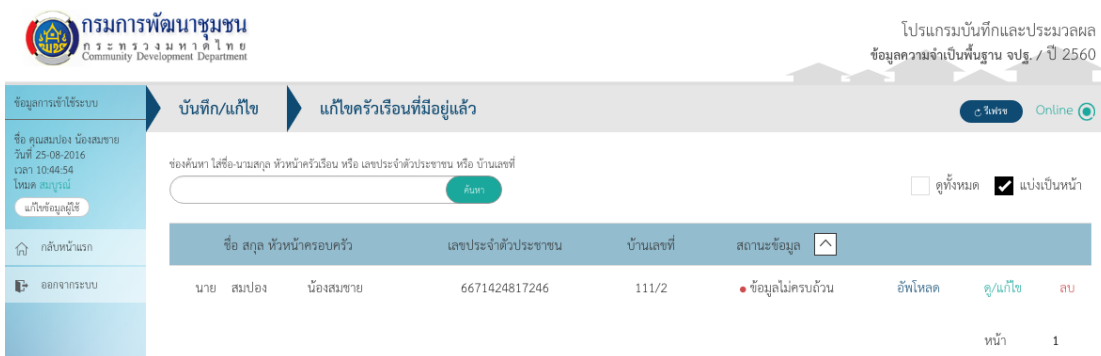 กรมการพัฒนาชุมชน
กระทรวงมหาดไทย
Community Development Department
โปรแกรมบันทึกและประมวลผล
ข้อมูลความจำเป็นพื้นฐาน จปฐ. / ปี 2560
ข้อมูลการเข้าใช้ระบบ
บันทึก/แก้ไข
แก้ไขครัวเรือนที่มีอยู่แล้ว
รีเฟรช
Online
ชื่อ คุณสมปอง น้องสมชาย
วันที่ 25-08-2016
เวลา 10:44:54
โหมด สมบูรณ์
แก้ไขข้อมูลผู้ใช้
กลับหน้าแรก
ออกจากระบบ
ช่องค้นหา ใส่ชื่อ-นามสกุล หัวหน้าครัวเรือน หรือ เลขประจำตัวประชาชน หรือ บ้านเลขที่
ค้นหา
ดูทั้งหมด
แบ่งเป็นหน้า
ชื่อ สกุล หัวหน้าครอบครัว เลขประจำตัวประชาชน บ้านเลขที่ สถานะข้อมูล
นาย สมปอง น้องสมชาย 6671424817246 111/2 ข้อมูลไม่ครบถ้วน อัพโหลด ดู/แก้ไข ลบ
หน้า 1